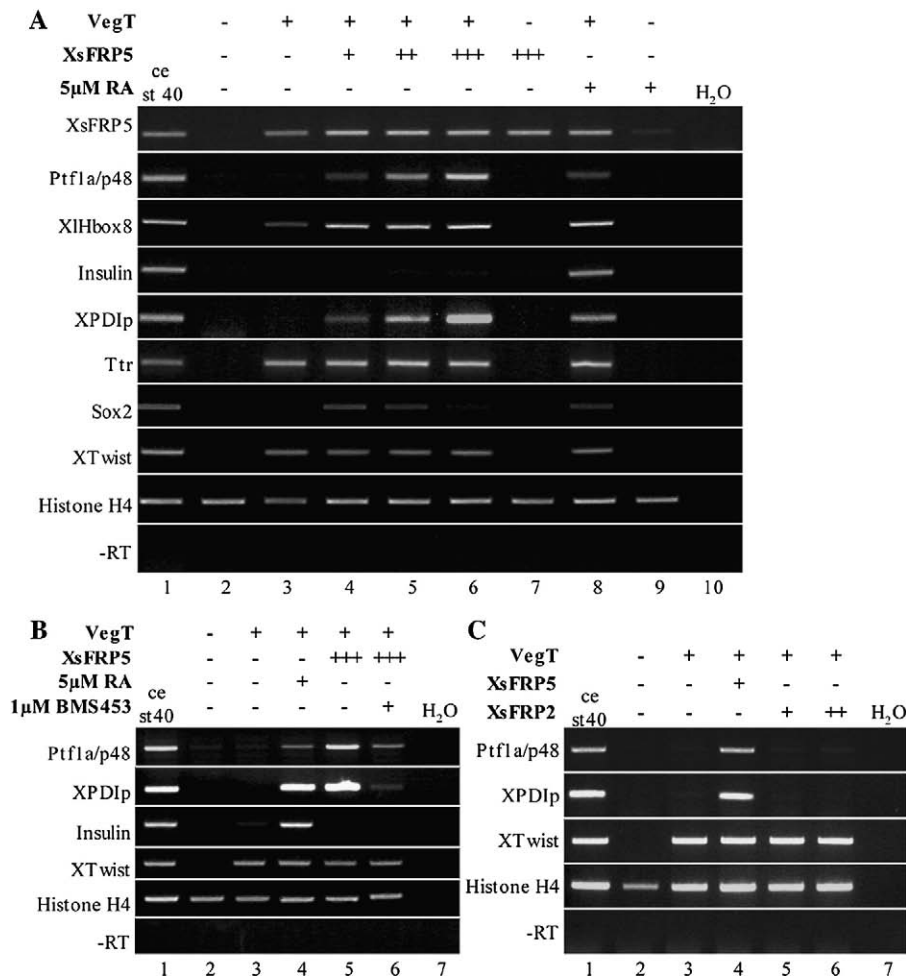 A
VegT - + + + + - + -
XsFRP5 - - + ++ +++ +++ - -
5µM RA - - - - - - + +
ce
st 40
H2O
XsFRP5
Ptf1a/p48
XlHbox8
Insulin
XPDIp
Ttr
Sox2
XTwist
Histone H4
-RT
1 2 3 4 5 6 7 8 9 10
B
VegT - + + + +
XsFRP5 - - - +++ +++
5µM RA - - + - -
1µM BMS453 - - - - +
ce
st40
H2O
Ptf1a/p48
XPDIp
Insulin
XTwist
Histone H4
-RT
1 2 3 4 5 6 7
C
VegT - + + + +
XsFRP5 - - + - -
XsFRP2 - - - + ++
ce
st40
H2O
Ptf1a/p48
XPDIp
XTwist
Histone H4
-RT
1 2 3 4 5 6 7